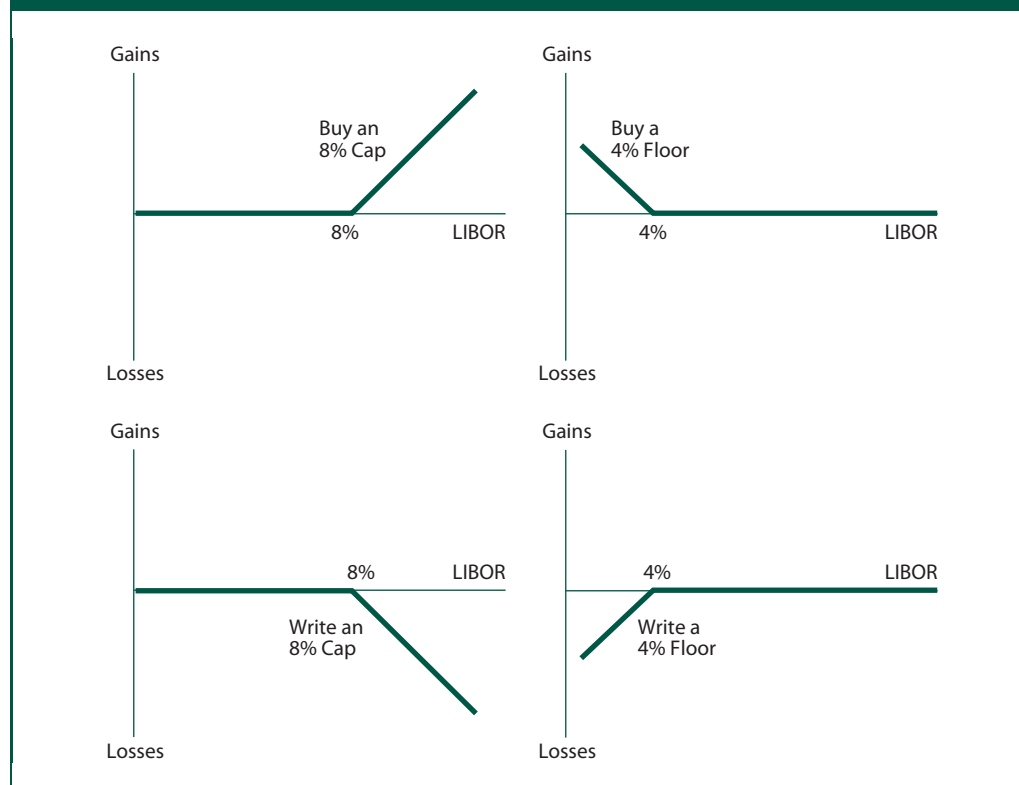 Gains
Buy an
8% Cap
8%
LIBOR
Losses
Gains
Buy a
4% Floor
4%
LIBOR
Losses
Gains
8%
LIBOR
Write an
8% Cap
Losses
Gains
4%
LIBOR
Write a
4% Floor
Losses